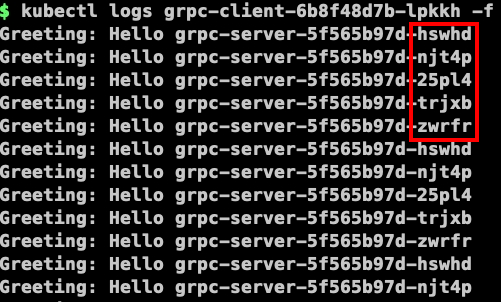 $ kubectl logs grpc-client-6b8f48d7b-lpkkh -f
Greeting: Hello grpc-server-5f565b97d-hswhd
Greeting: Hello grpc-server-5f565b97d-njt4p
Greeting: Hello grpc-server-5f565b97d-25pl4
Greeting: Hello grpc-server-5f565b97d-trjxb
Greeting: Hello grpc-server-5f565b97d-zwrfr
Greeting: Hello grpc-server-5f565b97d-hswhd
Greeting: Hello grpc-server-5f565b97d-njt4p
Greeting: Hello grpc-server-5f565b97d-25pl4
Greeting: Hello grpc-server-5f565b97d-trjxb
Greeting: Hello grpc-server-5f565b97d-zwrfr
Greeting: Hello grpc-server-5f565b97d-hswhd
Greeting: Hello grpc-server-5f565b97d-njt4p